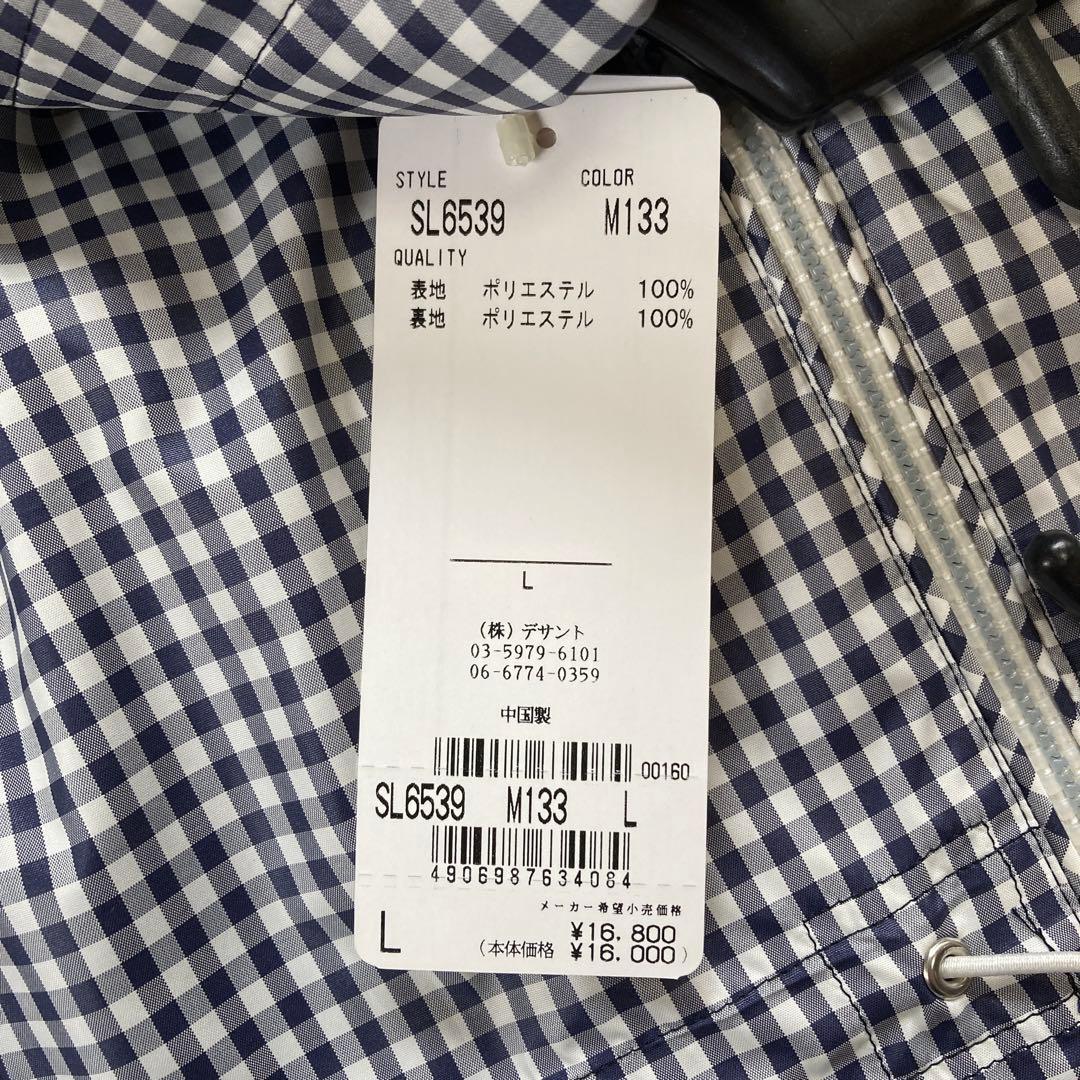 STYLE COLOR
SL6539 M133
QUALITY
表地 ポリエステル 100%
裏地 ポリエステル 100%
L
(株)デサント
03-5979-6101
06-6774-0359
中国製
00160
SL6539 M133 L
4906987634084
メーカー希望小売価格
¥16,800
L (本体価格 ¥16,000)